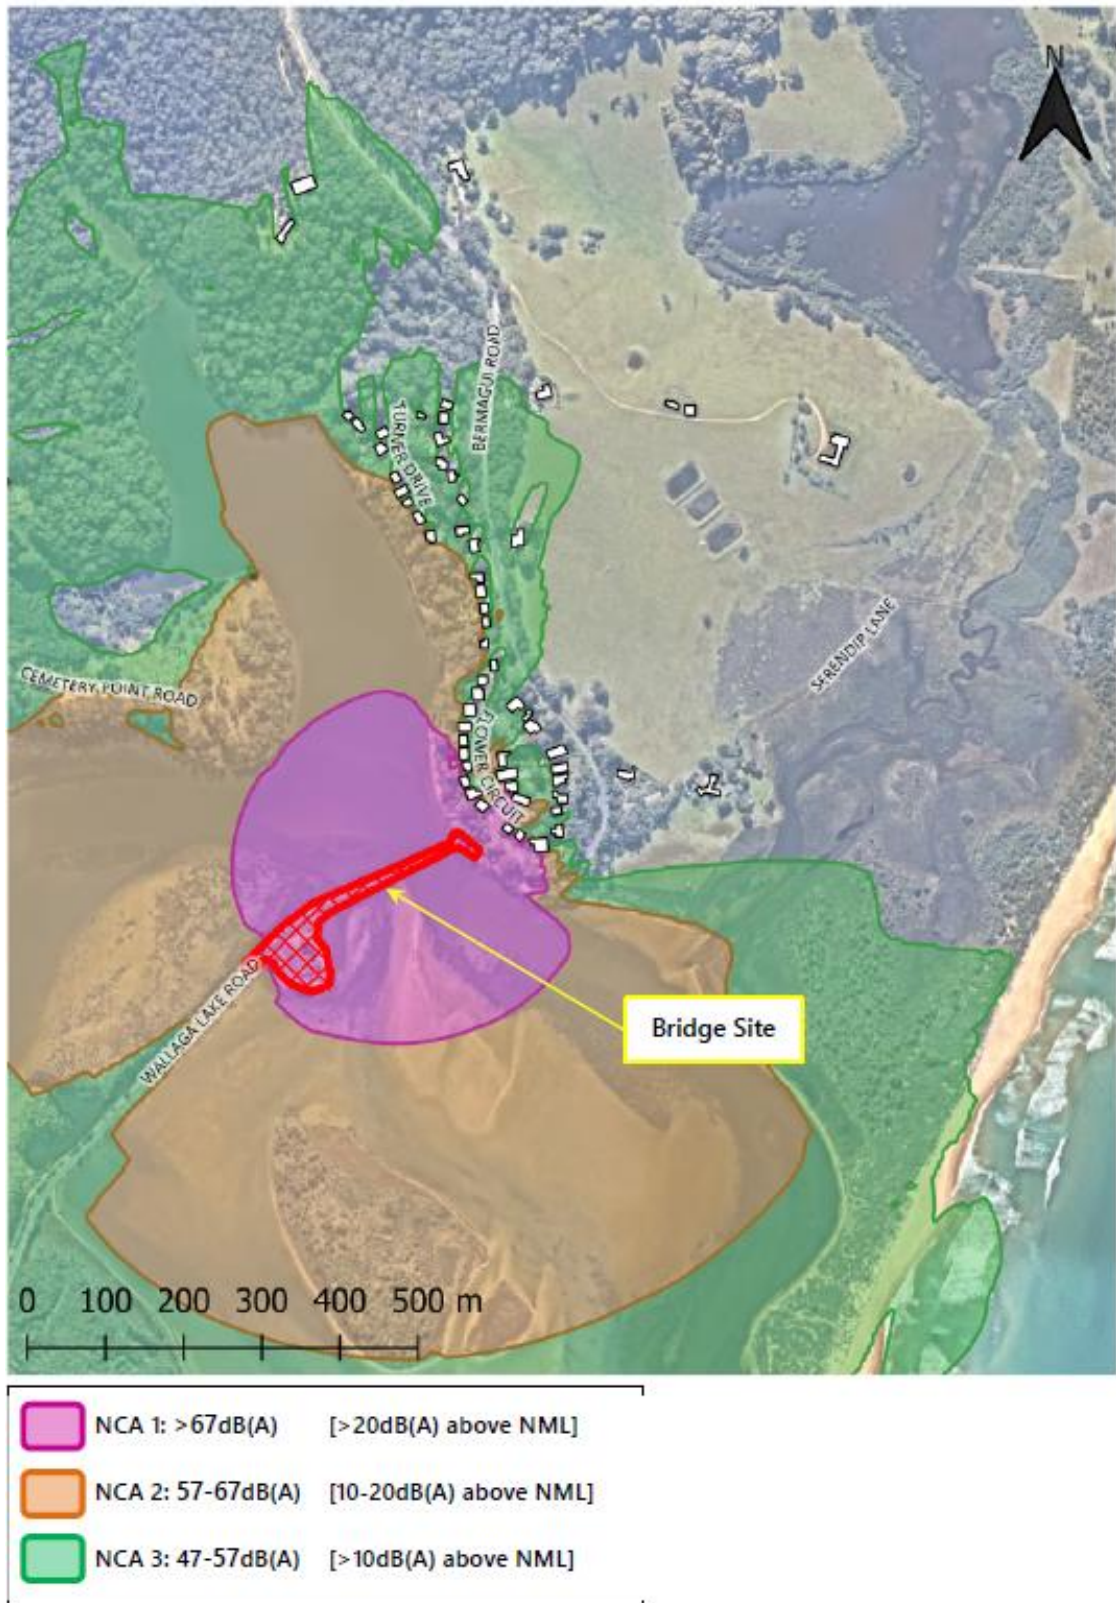 N
BERMAGUI ROAD
TURNER DRIVE
SERENDIP LANE
CEMETERY POINT ROAD
FLOWER CIRCUIT
WALLAGA LAKE ROAD
Bridge Site
0 100 200 300 400 500 m
NCA 1: >67dB(A) [>20dB(A) above NML]
NCA 2: 57-67dB(A) [10-20dB(A) above NML]
NCA 3: 47-57dB(A) [>10dB(A) above NML]